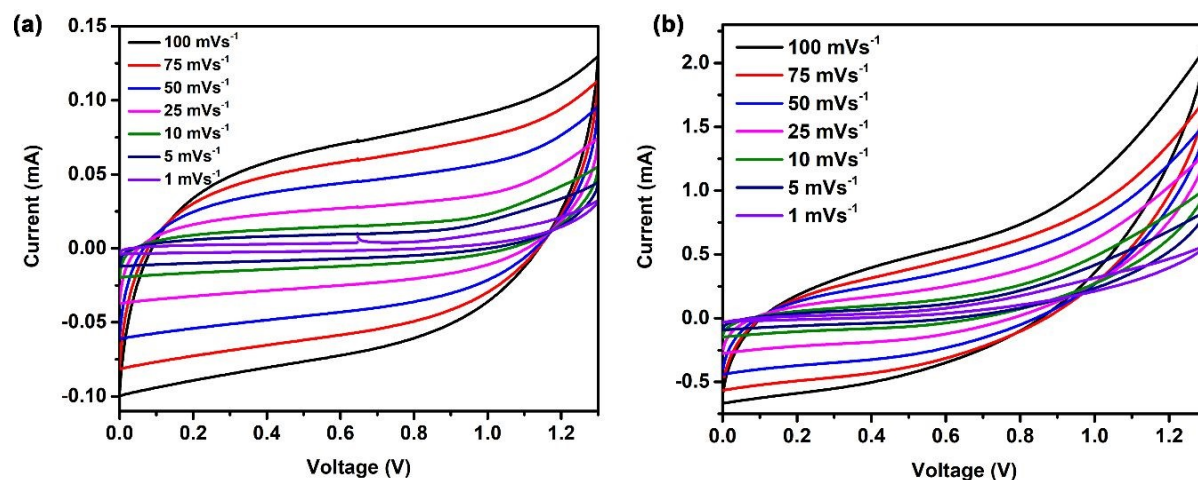 (a)
0.15
0.10
0.05
0.00
-0.05
-0.10
Current (mA)
100 mVs⁻¹
75 mVs⁻¹
50 mVs⁻¹
25 mVs⁻¹
10 mVs⁻¹
5 mVs⁻¹
1 mVs⁻¹
0.0 0.2 0.4 0.6 0.8 1.0 1.2
Voltage (V)
(b)
2.0
1.5
1.0
0.5
0.0
-0.5
Current (mA)
100 mVs⁻¹
75 mVs⁻¹
50 mVs⁻¹
25 mVs⁻¹
10 mVs⁻¹
5 mVs⁻¹
1 mVs⁻¹
0.0 0.2 0.4 0.6 0.8 1.0 1.2
Voltage (V)